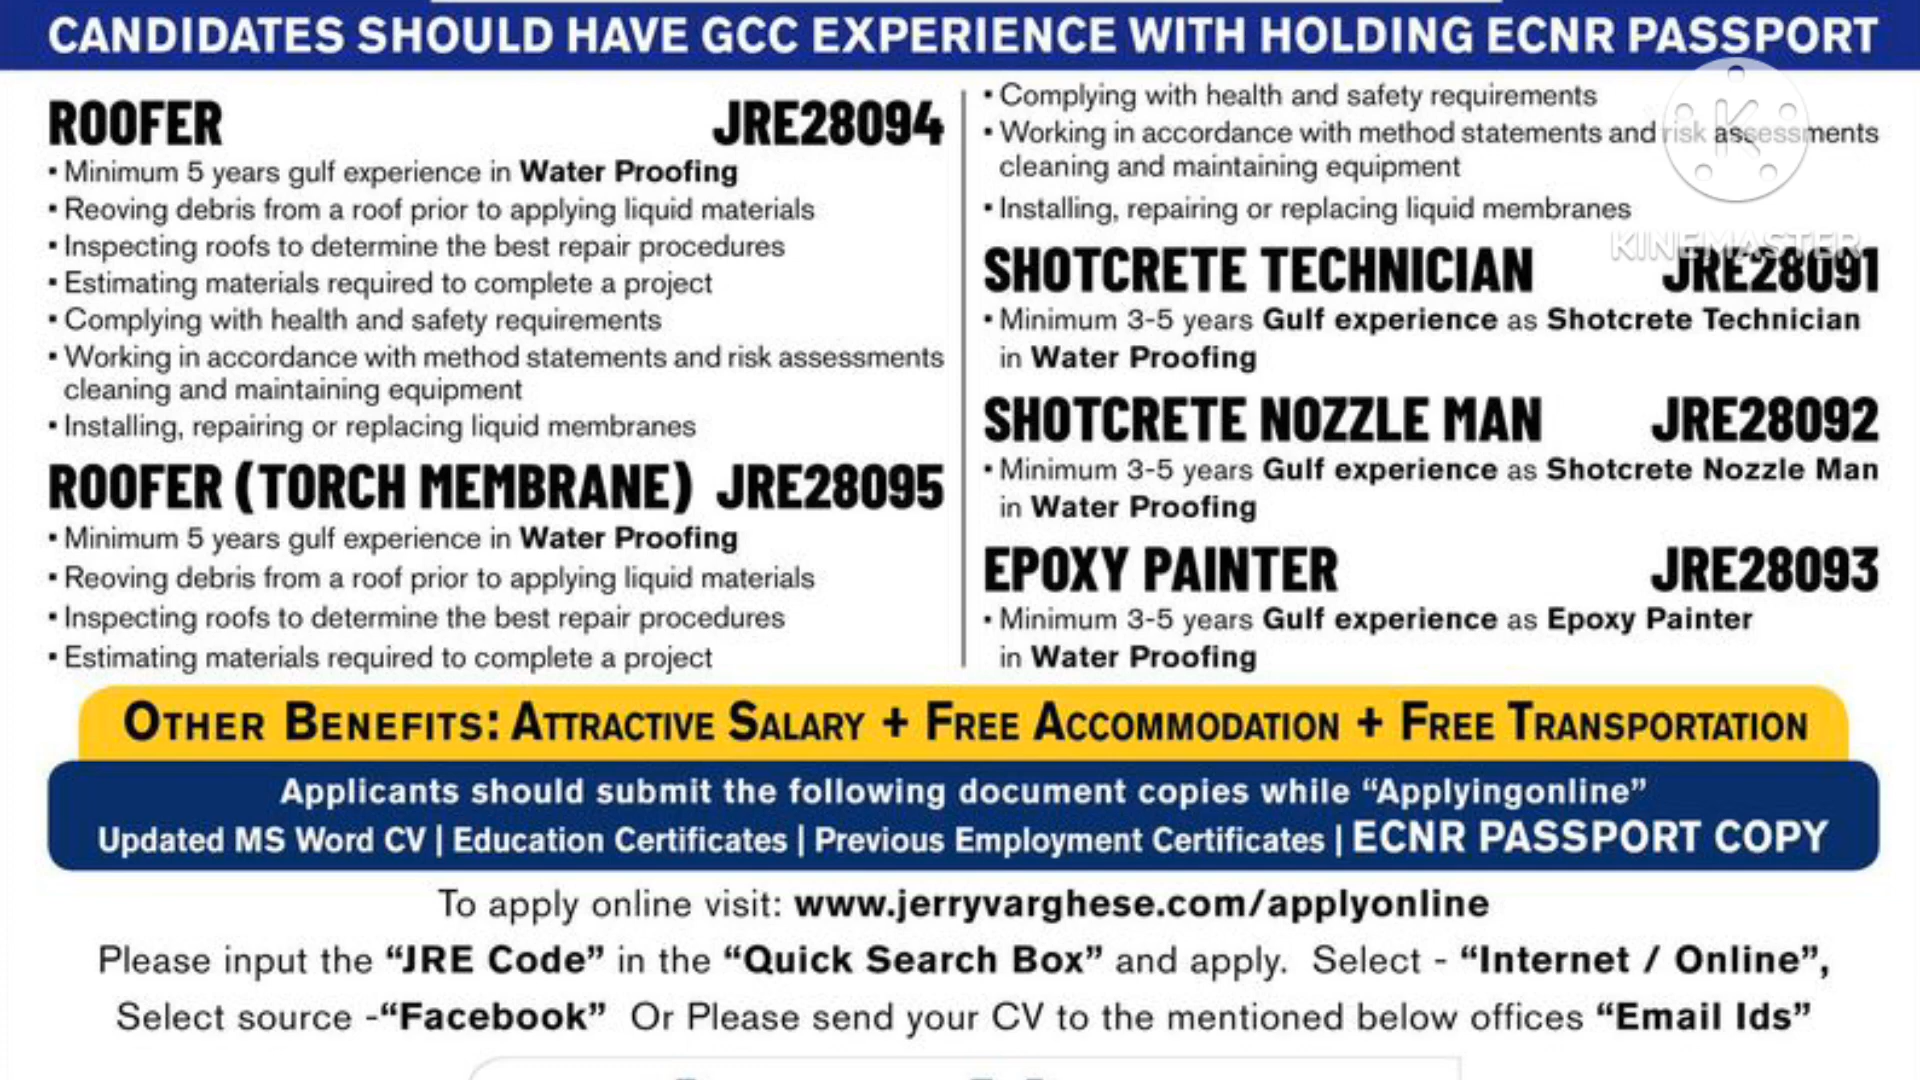 CANDIDATES SHOULD HAVE GCC EXPERIENCE WITH HOLDING ECNR PASSPORT
ROOFER JRE28094
▪ Minimum 5 years gulf experience in Water Proofing
▪ Reoving debris from a roof prior to applying liquid materials
▪ Inspecting roofs to determine the best repair procedures
▪ Estimating materials required to complete a project
▪ Complying with health and safety requirements
▪ Working in accordance with method statements and risk assessments
cleaning and maintaining equipment
▪ Installing, repairing or replacing liquid membranes
ROOFER (TORCH MEMBRANE) JRE28095
▪ Minimum 5 years gulf experience in Water Proofing
▪ Reoving debris from a roof prior to applying liquid materials
▪ Inspecting roofs to determine the best repair procedures
▪ Estimating materials required to complete a project
▪ Complying with health and safety requirements
▪ Working in accordance with method statements and risk assessments
cleaning and maintaining equipment
▪ Installing, repairing or replacing liquid membranes
SHOTCRETE TECHNICIAN JRE28091
▪ Minimum 3-5 years Gulf experience as Shotcrete Technician
in Water Proofing
SHOTCRETE NOZZLE MAN JRE28092
▪ Minimum 3-5 years Gulf experience as Shotcrete Nozzle Man
in Water Proofing
EPOXY PAINTER JRE28093
▪ Minimum 3-5 years Gulf experience as Epoxy Painter
in Water Proofing
K
KINEMASTER
OTHER BENEFITS: ATTRACTIVE SALARY + FREE ACCOMMODATION + FREE TRANSPORTATION
Applicants should submit the following document copies while “Applyingonline”
Updated MS Word CV | Education Certificates | Previous Employment Certificates | ECNR PASSPORT COPY
To apply online visit: www.jerryvarghese.com/applyonline
Please input the “JRE Code” in the “Quick Search Box” and apply. Select - “Internet / Online”,
Select source -“Facebook” Or Please send your CV to the mentioned below offices “Email Ids”